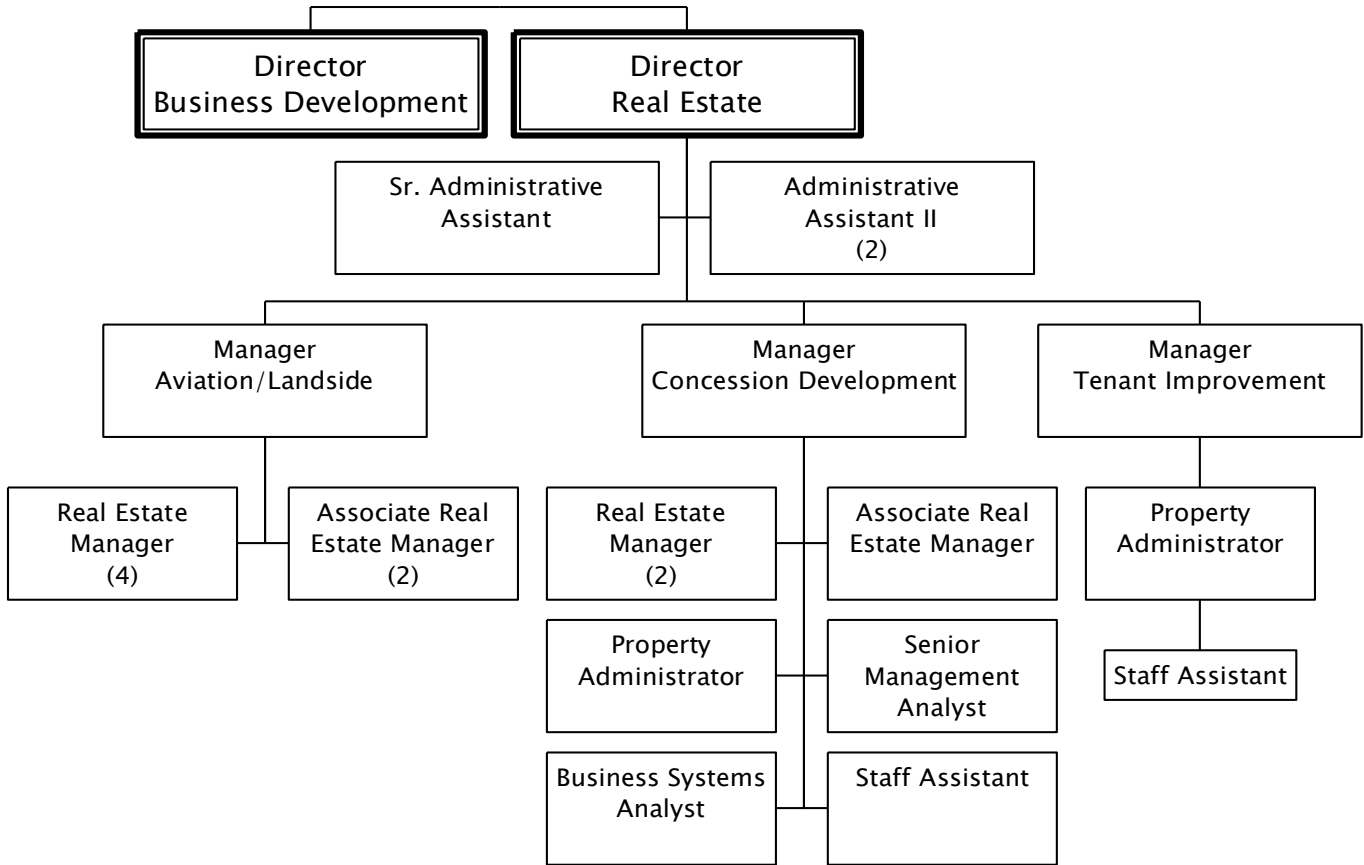 Director
Business Development
Director
Real Estate
Sr. Administrative
Assistant
Administrative
Assistant II
(2)
Manager
Aviation/Landside
Manager
Concession Development
Manager
Tenant Improvement
Real Estate
Manager
(4)
Associate Real
Estate Manager
(2)
Real Estate
Manager
(2)
Associate Real
Estate Manager
Property
Administrator
Property
Administrator
Senior
Management
Analyst
Staff Assistant
Business Systems
Analyst
Staff Assistant